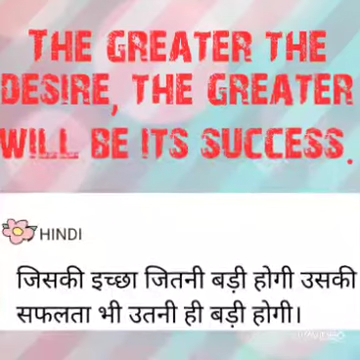 THE GREATER THE
DESIRE, THE GREATER
WILL BE ITS SUCCESS.
HINDI
जिसकी इच्छा जितनी बड़ी होगी उसकी
सफलता भी उतनी ही बड़ी होगी।